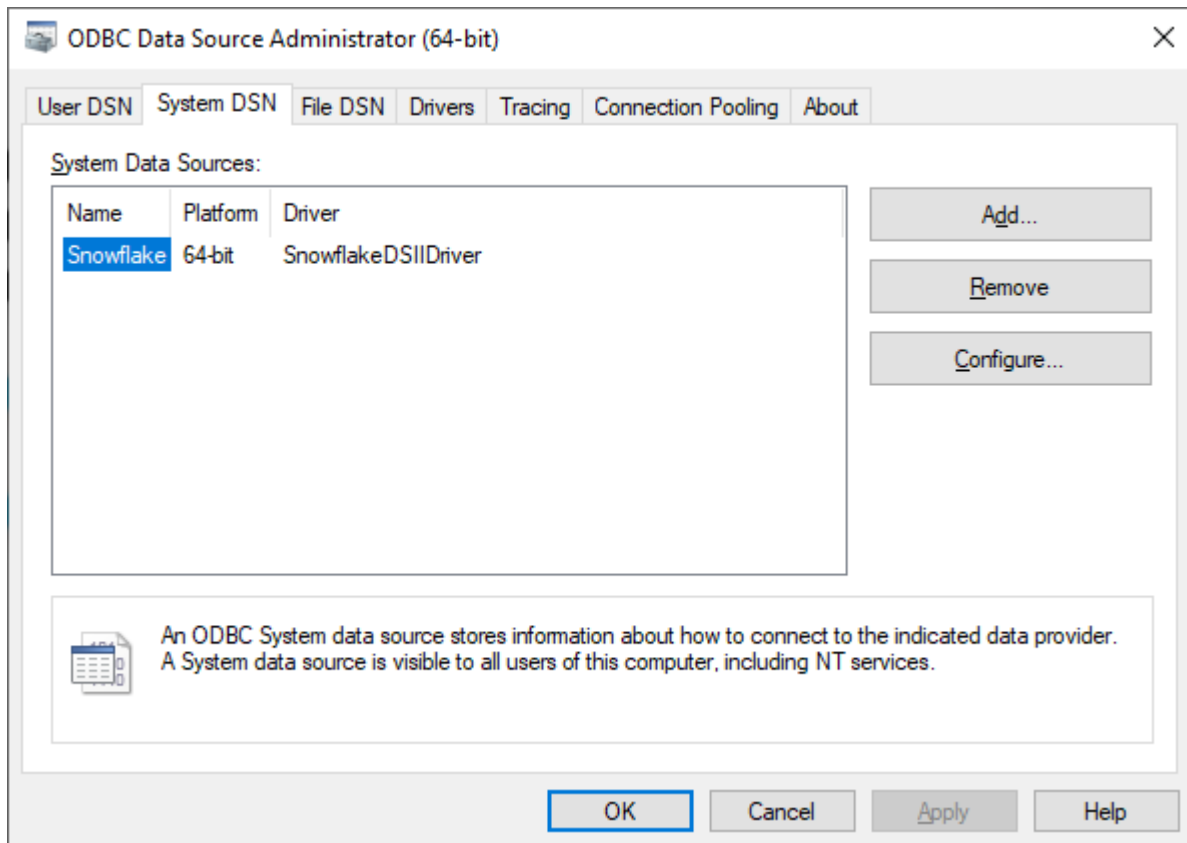 ODBC Data Source Administrator (64-bit)
User DSN System DSN File DSN Drivers Tracing Connection Pooling About
System Data Sources:
Name Platform Driver
Snowflake 64-bit SnowflakeDSIIDriver
Add...
Remove
Configure...
An ODBC System data source stores information about how to connect to the indicated data provider.
A System data source is visible to all users of this computer, including NT services.
OK Cancel Apply Help